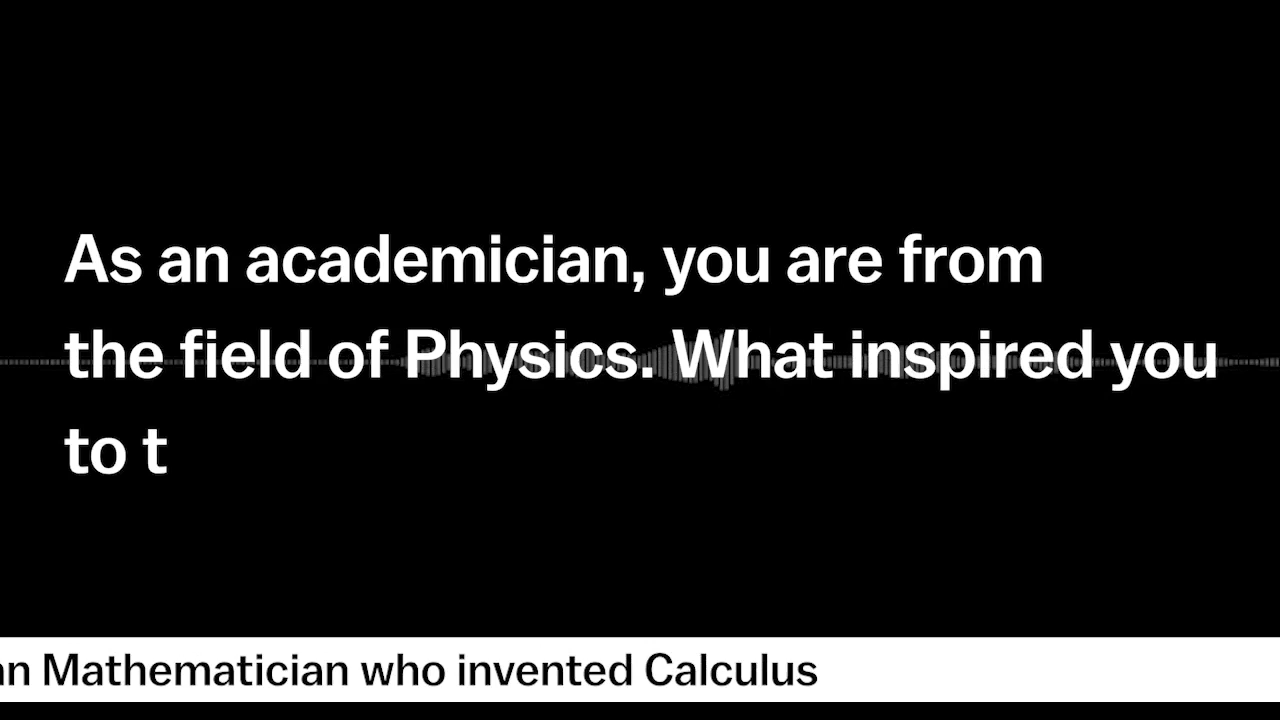 As an academician, you are from
the field of Physics. What inspired you
to t
an Mathematician who invented Calculus